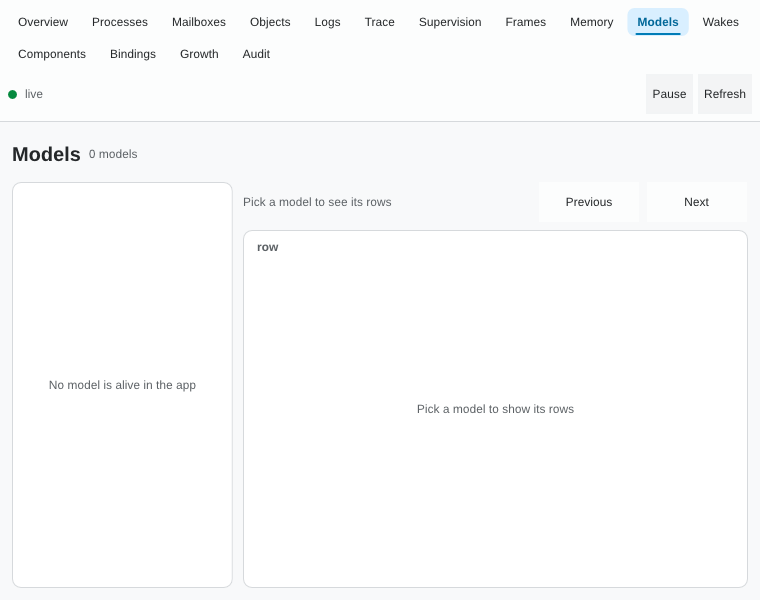 Overview Processes Mailboxes Objects Logs Trace Supervision Frames Memory Models Wakes
Components Bindings Growth Audit
live Pause Refresh
Models 0 models
Pick a model to see its rows Previous Next
row
No model is alive in the app
Pick a model to show its rows